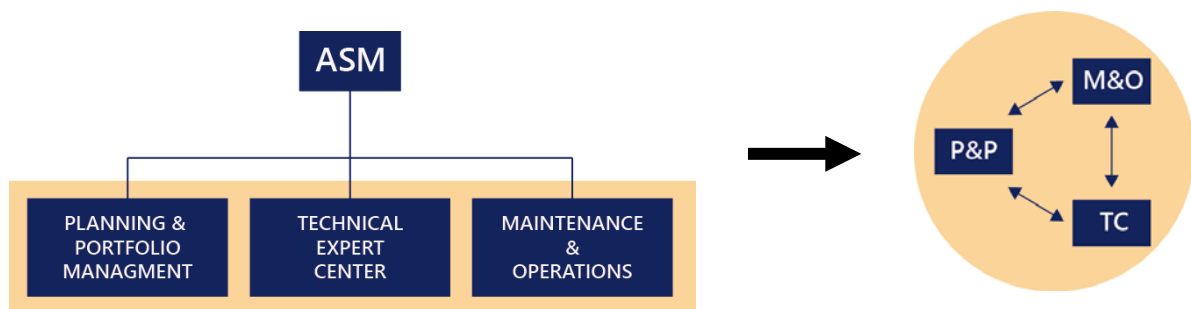 ASM
PLANNING &
PORTFOLIO
MANAGMENT
TECHNICAL
EXPERT
CENTER
MAINTENANCE
&
OPERATIONS
M&O
P&P
TC